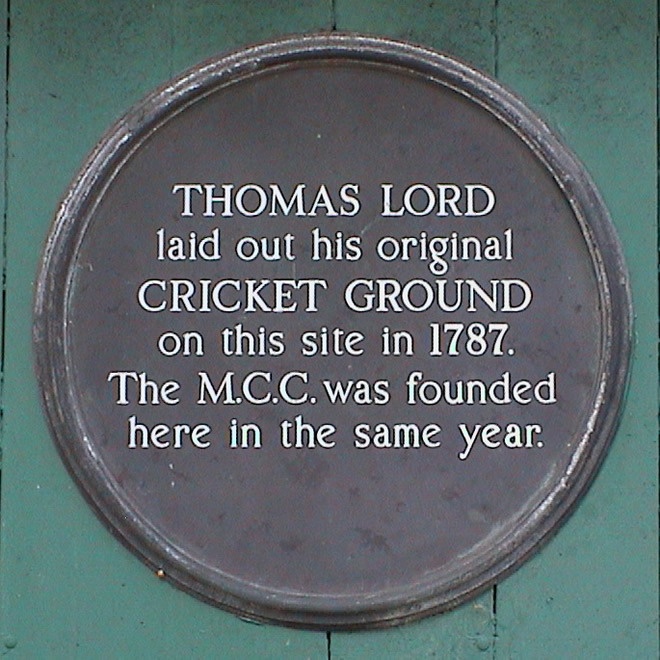 THOMAS LORD
laid out his original
CRICKET GROUND
on this site in 1787.
The M.C.C. was founded
here in the same year.